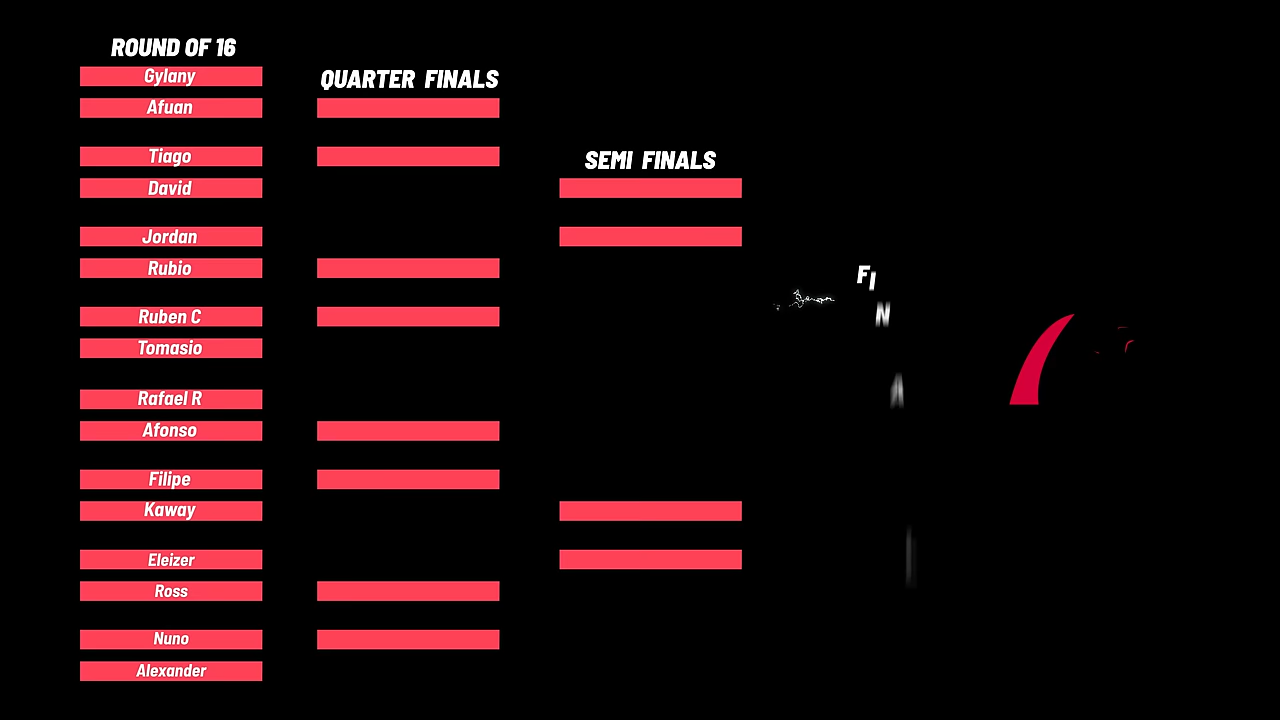 ROUND OF 16
Gylany
Afuan
Tiago
David
Jordan
Rubio
Ruben C
Tomasio
Rafael R
Afonso
Filipe
Kaway
Eleizer
Ross
Nuno
Alexander
QUARTER FINALS
SEMI FINALS
FINA